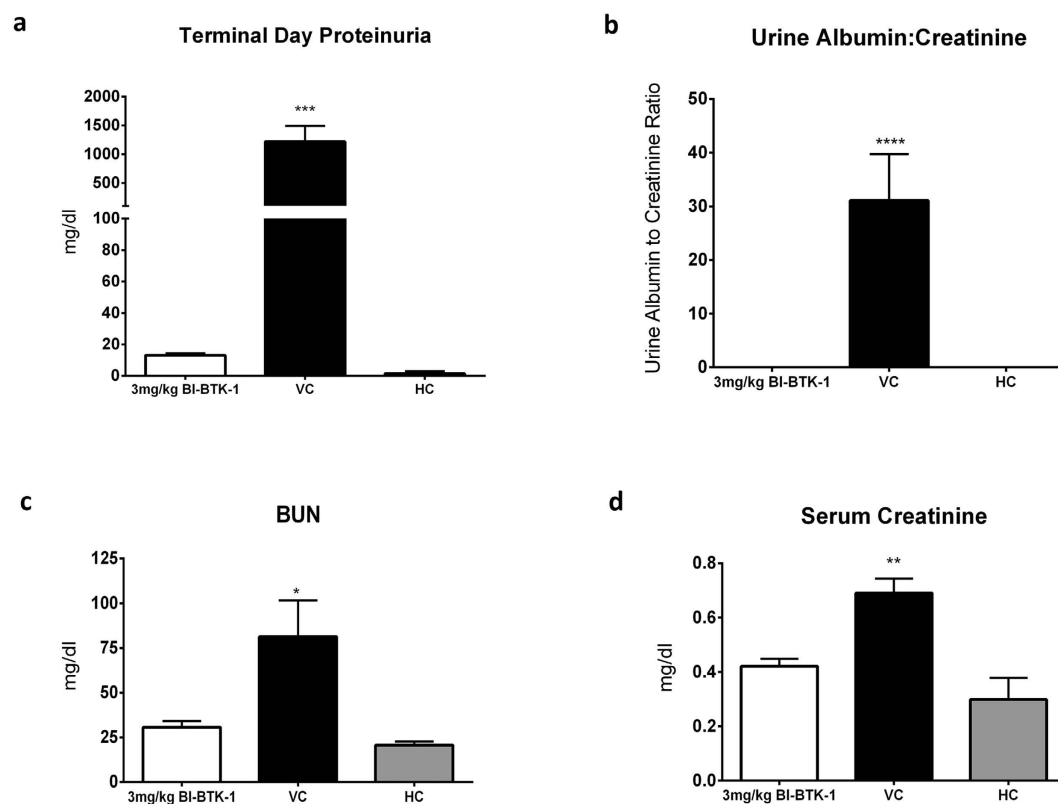 a
Terminal Day Proteinuria
mg/dl
2000
1500
1000
500
100
80
60
40
20
0
***
3mg/kg BI-BTK-1 VC HC
b
Urine Albumin:Creatinine
Urine Albumin to Creatinine Ratio
50
40
30
20
10
0
****
3mg/kg BI-BTK-1 VC HC
c
BUN
mg/dl
125
100
75
50
25
0
*
3mg/kg BI-BTK-1 VC HC
d
Serum Creatinine
mg/dl
0.8
0.6
0.4
0.2
0.0
**
3mg/kg BI-BTK-1 VC HC